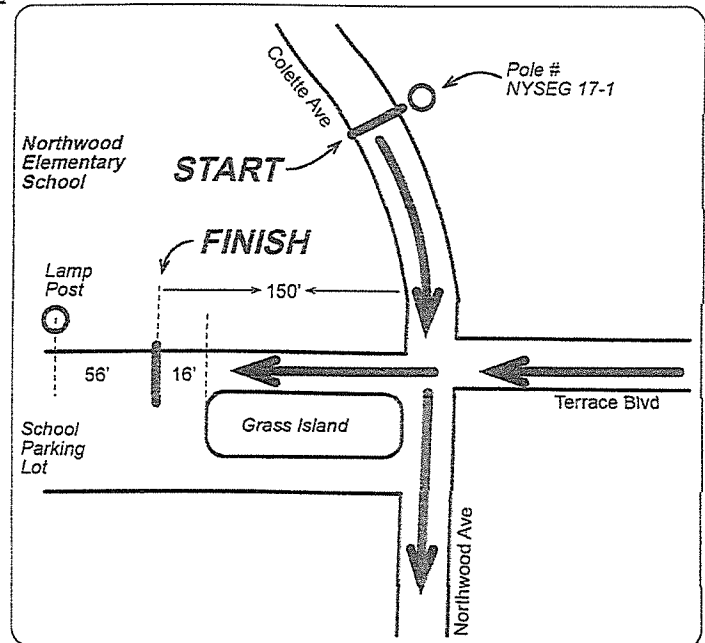 Colette Ave
Pole #
NYSEG 17-1
Northwood
Elementary
School
START
FINISH
Lamp
Post
150'
56'
16'
Grass Island
Terrace Blvd
School
Parking
Lot
Northwood Ave